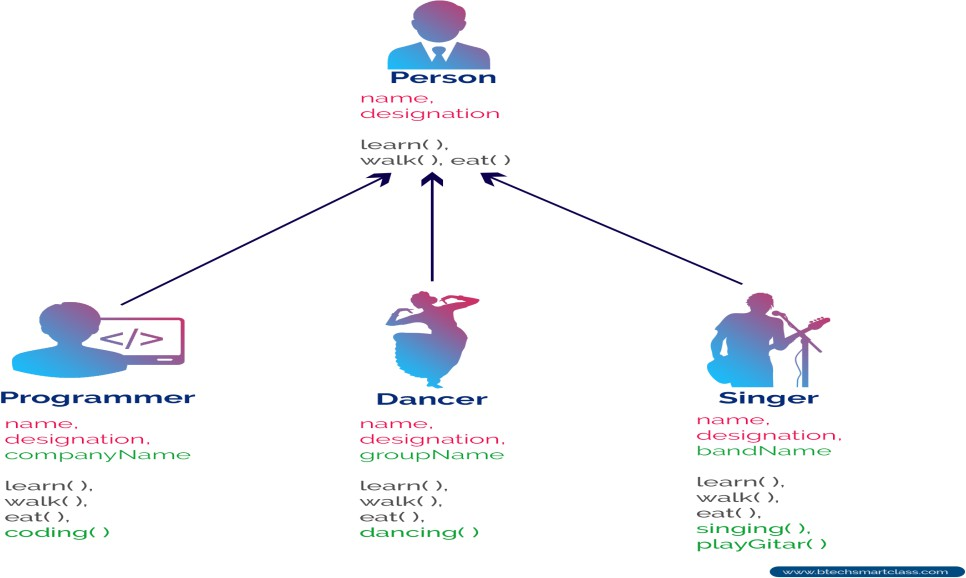 Person
name,
designation
learn( ),
walk( ), eat( )
</>
Programmer
name,
designation,
companyName
learn( ),
walk( ),
eat( ),
coding( )
Dancer
name,
designation,
groupName
learn( ),
walk( ),
eat( ),
dancing( )
Singer
name,
designation,
bandName
learn( ),
walk( ),
eat( ),
singing( ),
playGitar( )
www.btechsmartclass.com